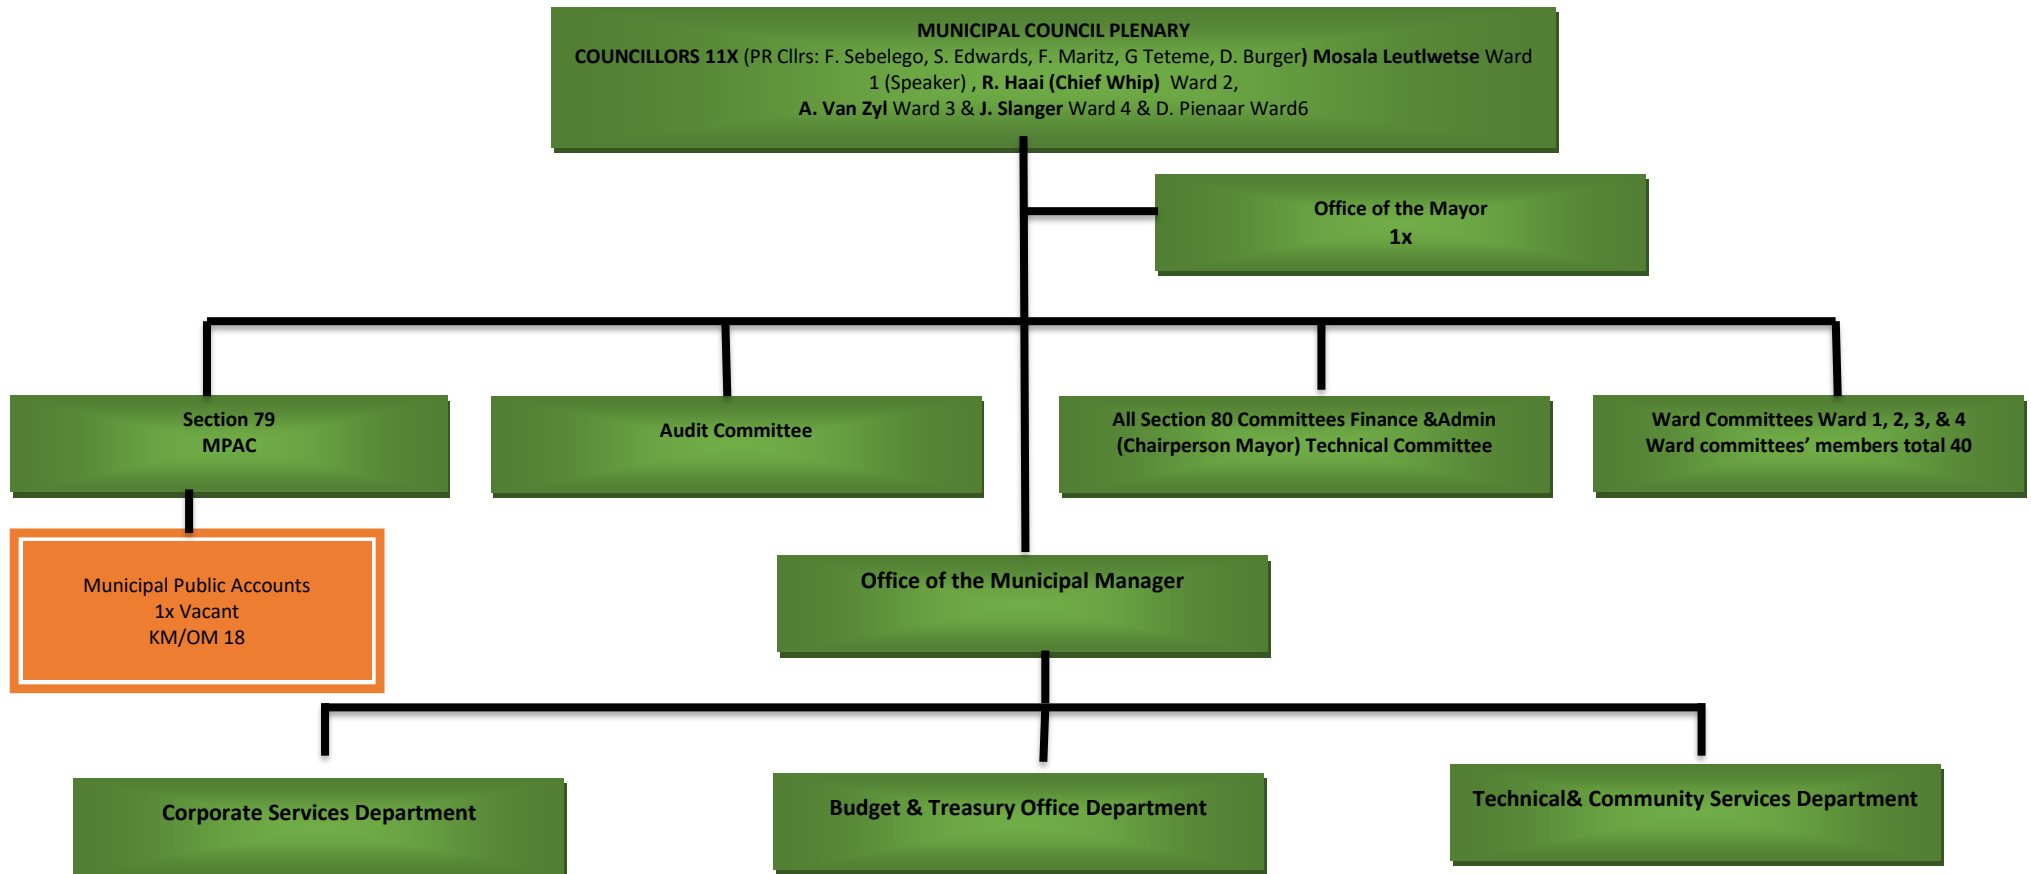 MUNICIPAL COUNCIL PLENARY
COUNCILLORS 11X (PR Cllrs: F. Sebelego, S. Edwards, F. Maritz, G Teteme, D. Burger) Mosala Leutlwetse Ward
1 (Speaker) , R. Haai (Chief Whip) Ward 2,
A. Van Zyl Ward 3 & J. Slanger Ward 4 & D. Pienaar Ward6
Office of the Mayor
1x
Section 79
MPAC
Audit Committee
All Section 80 Committees Finance &Admin
(Chairperson Mayor) Technical Committee
Ward Committees Ward 1, 2, 3, & 4
Ward committees’ members total 40
Municipal Public Accounts
1x Vacant
KM/OM 18
Office of the Municipal Manager
Corporate Services Department
Budget & Treasury Office Department
Technical& Community Services Department